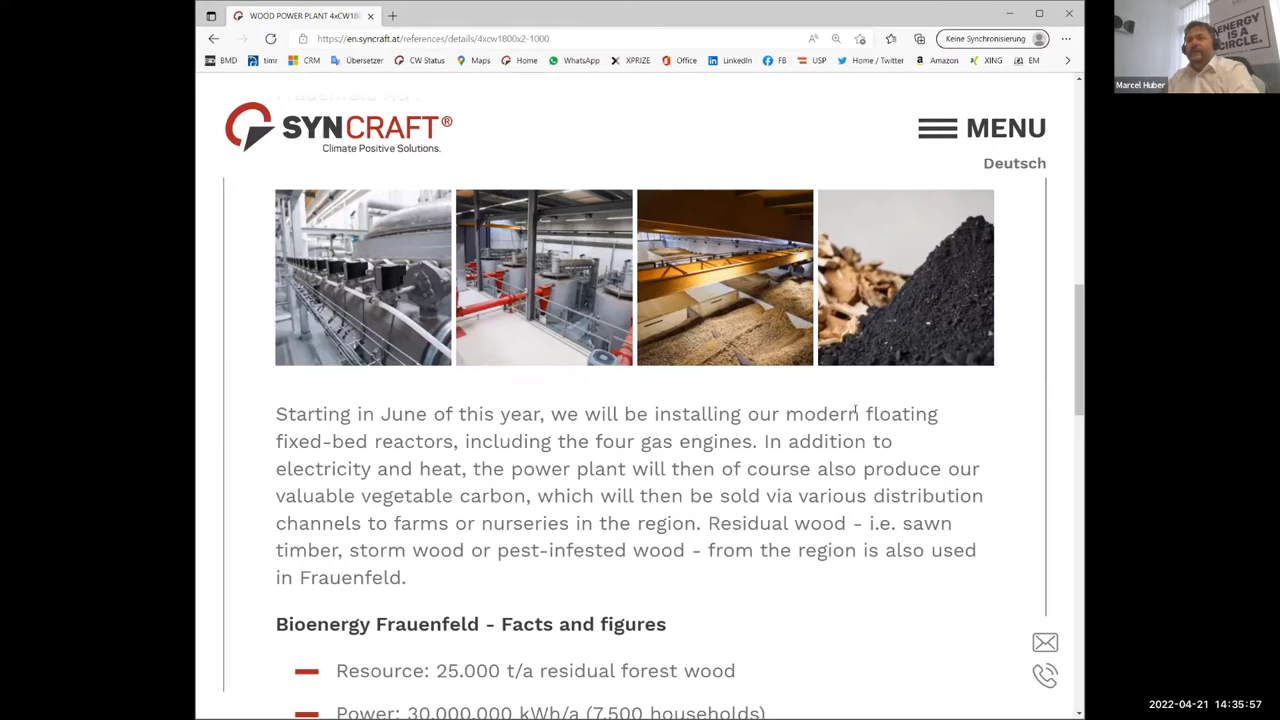 WOOD POWER PLANT 4xCW180
https://en.syncraft.at/references/details/4xcw1800x2-1000
Keine Synchronisierung
BMD timr CRM Übersetzer CW Status Maps Home WhatsApp XPRIZE Office LinkedIn FB USP Home / Twitter Amazon XING EM
ENERGY
IS A
CIRCLE.
Marcel Huber
Frauenfeld AG".
SYNCRAFT®
Climate Positive Solutions.
MENU
Deutsch
Starting in June of this year, we will be installing our modern floating
fixed-bed reactors, including the four gas engines. In addition to
electricity and heat, the power plant will then of course also produce our
valuable vegetable carbon, which will then be sold via various distribution
channels to farms or nurseries in the region. Residual wood - i.e. sawn
timber, storm wood or pest-infested wood - from the region is also used
in Frauenfeld.
Bioenergy Frauenfeld - Facts and figures
Resource: 25.000 t/a residual forest wood
Power: 30.000.000 kWh/a (7.500 households)
2022-04-21 14:35:57